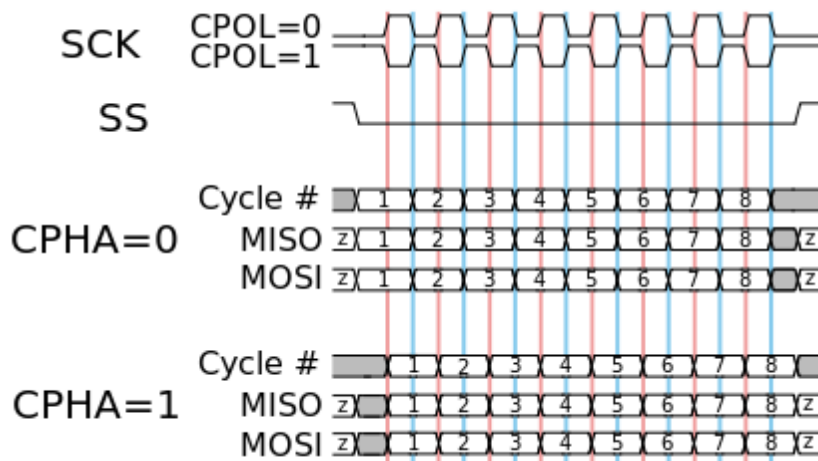 SCK CPOL=0
CPOL=1
SS
Cycle # 1 2 3 4 5 6 7 8
CPHA=0 MISO z 1 2 3 4 5 6 7 8 z
MOSI z 1 2 3 4 5 6 7 8 z
Cycle # 1 2 3 4 5 6 7 8
CPHA=1 MISO z 1 2 3 4 5 6 7 8 z
MOSI z 1 2 3 4 5 6 7 8 z